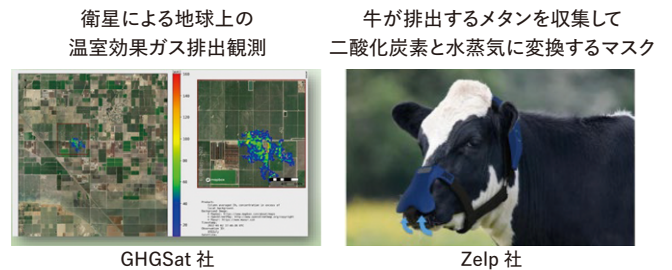 衛星による地球上の
温室効果ガス排出観測
牛が排出するメタンを収集して
二酸化炭素と水蒸気に変換するマスク
GHGSat 社
Zelp 社